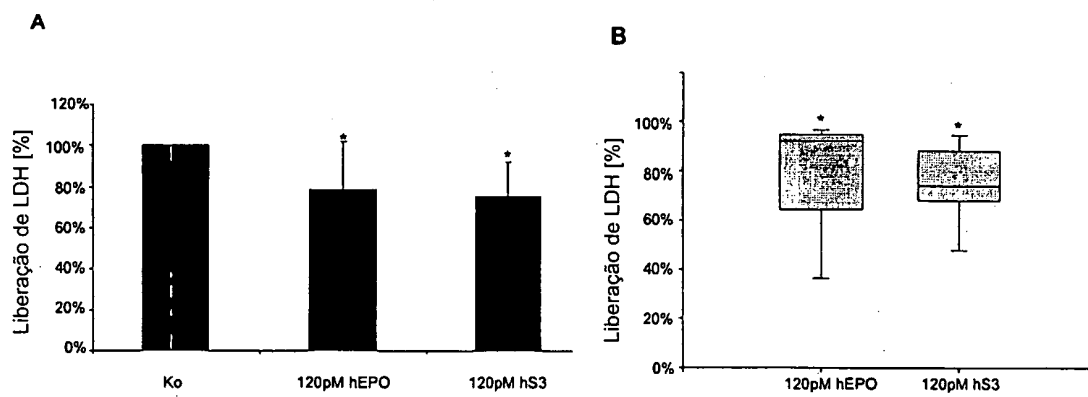 A
Liberação de LDH [%]
120%
100%
80%
60%
40%
20%
0%
*
*
Ko
120pM hEPO
120pM hS3
B
Liberação de LDH [%]
100%
80%
60%
40%
20%
0%
*
*
120pM hEPO
120pM hS3